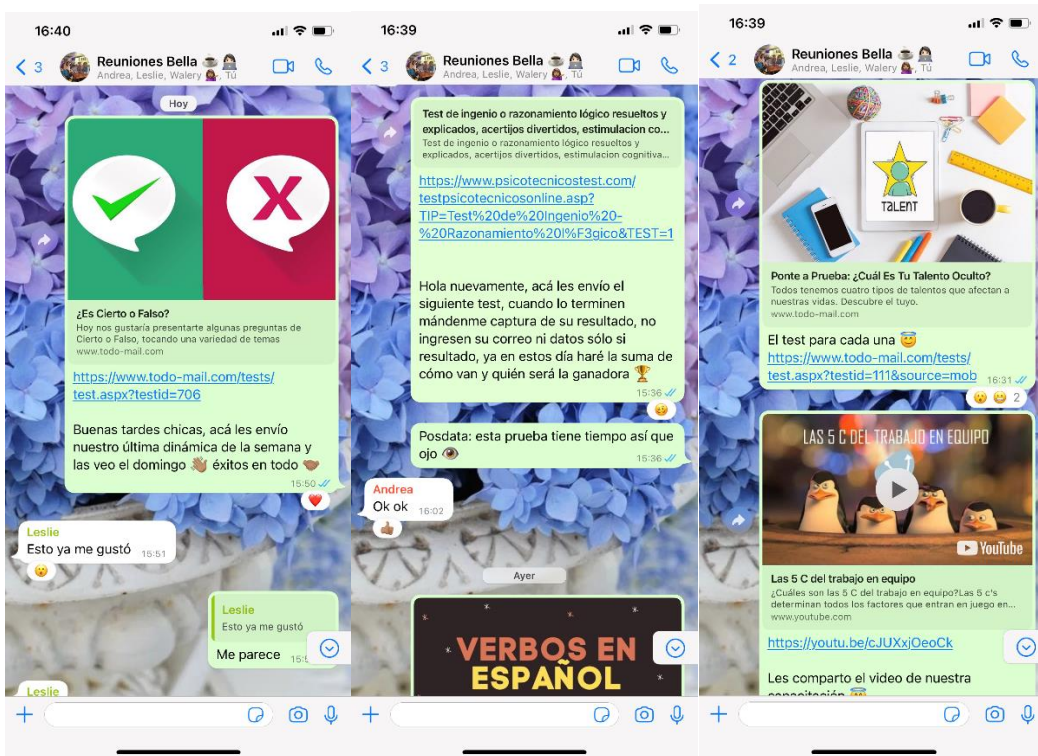 16:40
3
Reuniones Bella
Andrea, Leslie, Walery, Tú
Hoy
¿Es Cierto o Falso?
Hoy nos gustaría presentarte algunas preguntas de
Cierto o Falso, tocando una variedad de temas
www.todo-mail.com
https://www.todo-mail.com/tests/
test.aspx?testid=706
Buenas tardes chicas, acá les envío
nuestro última dinámica de la semana y
las veo el domingo 👋🏽 éxitos en todo 🤝🏽
15:50
Leslie
Esto ya me gustó 15:51
Leslie
Esto ya me gustó
Me parece
Leslie
16:39
3
Reuniones Bella
Andrea, Leslie, Walery, Tú
Test de ingenio o razonamiento lógico resueltos y
explicados, acertijos divertidos, estimulacion co...
Test de ingenio o razonamiento lógico resueltos y
explicados, acertijos divertidos, estimulacion cognitiva...
https://www.psicotecnicostest.com/
testpsicotecnicosonline.asp?
TIP=Test%20de%20Ingenio%20-
%20Razonamiento%20l%F3gico&TEST=1
Hola nuevamente, acá les envío el
siguiente test, cuando lo terminen
mándenme captura de su resultado, no
ingresen su correo ni datos sólo si
resultado, ya en estos día haré la suma de
cómo van y quién será la ganadora 🏆
15:36
Posdata: esta prueba tiene tiempo así que
ojo 👁
15:36
Andrea
Ok ok 16:02
Ayer
VERBOS EN
ESPAÑOL
16:39
2
Reuniones Bella
Andrea, Leslie, Walery, Tú
TALENT
Ponte a Prueba: ¿Cuál Es Tu Talento Oculto?
Todos tenemos cuatro tipos de talentos que afectan a
nuestras vidas. Descubre el tuyo.
www.todo-mail.com
El test para cada una 😇
https://www.todo-mail.com/tests/
test.aspx?testid=111&source=mob 16:31
2
LAS 5 C DEL TRABAJO EN EQUIPO
YouTube
Las 5 C del trabajo en equipo
¿Cuáles son las 5 C del trabajo en equipo?Las 5 c's
determinan todos los factores que entran en juego en...
www.youtube.com
https://youtu.be/cJUXxjOeoCk
Les comparto el video de nuestra
capacitación